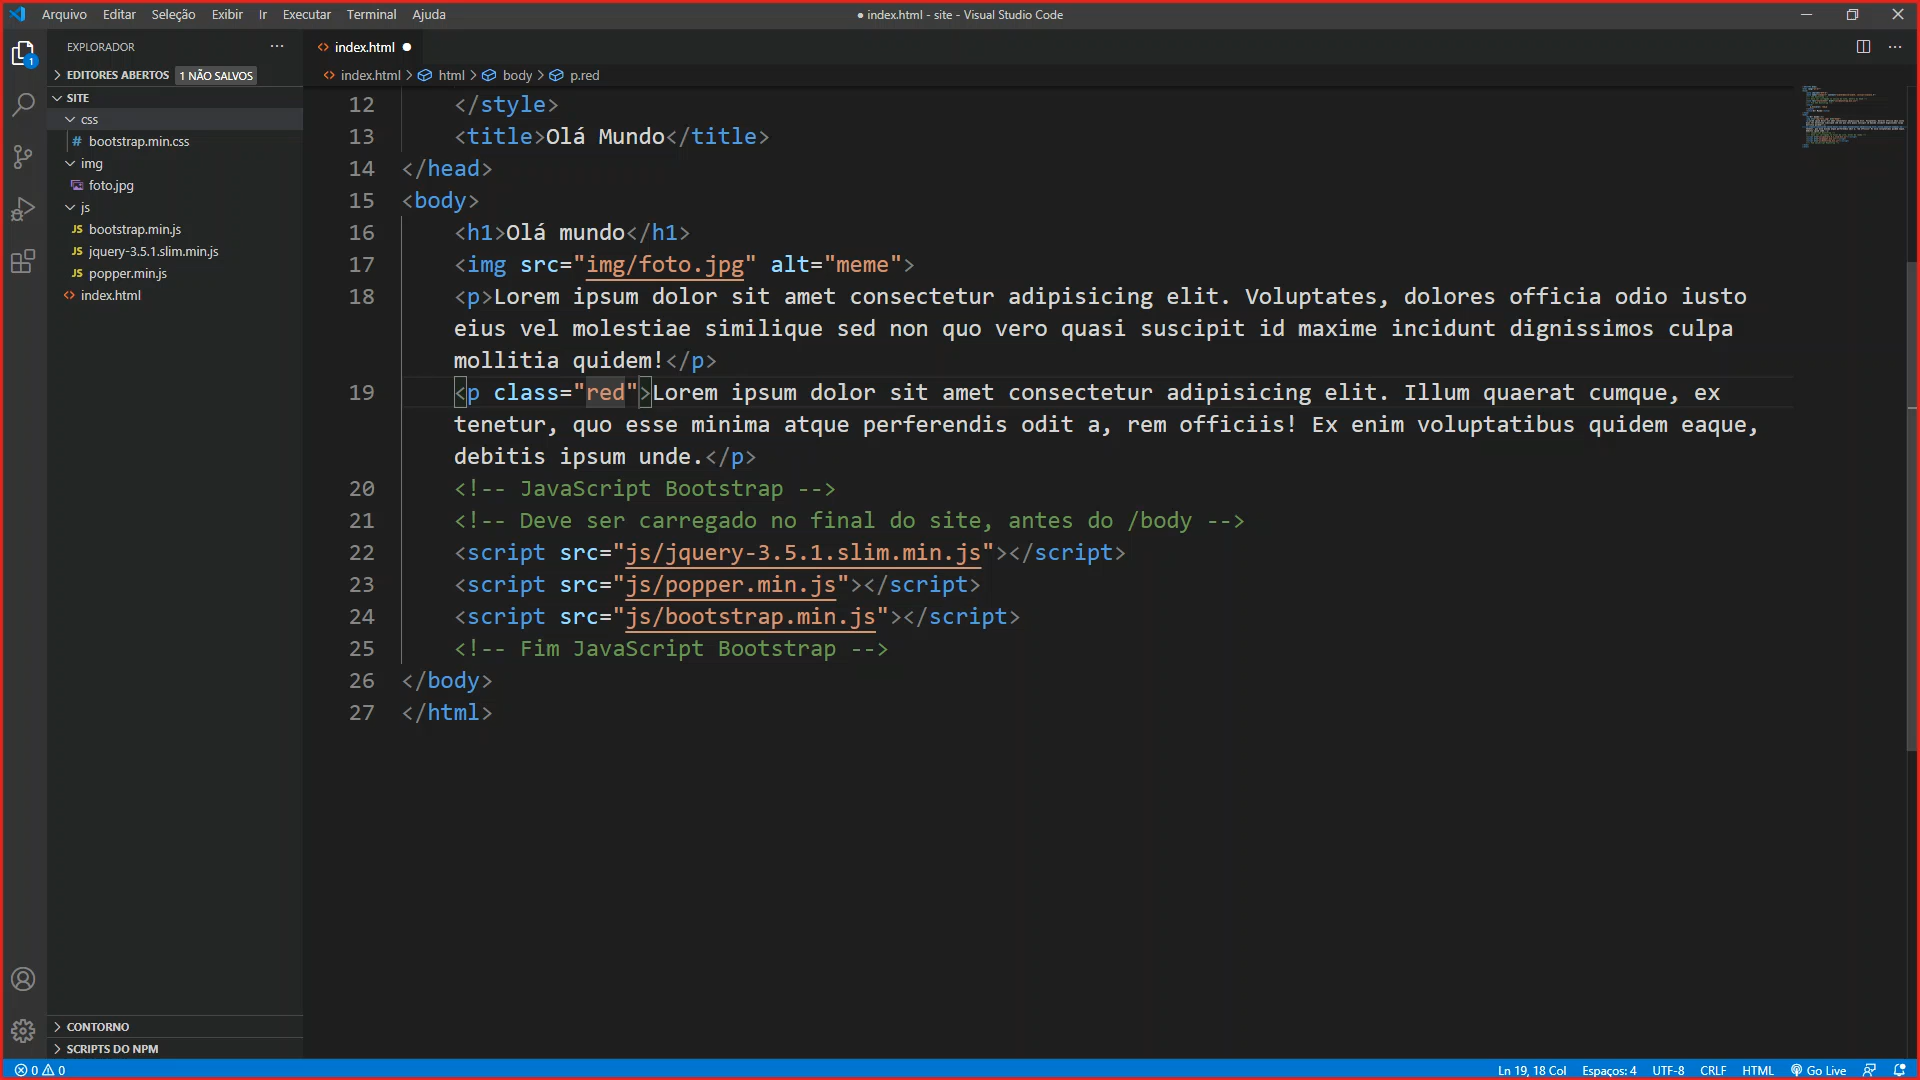 Arquivo Editar Seleção Exibir Ir Executar Terminal Ajuda
● index.html - site - Visual Studio Code
EXPLORADOR
index.html
EDITORES ABERTOS 1 NÃO SALVOS
index.html > html > body > p.red
SITE
css
bootstrap.min.css
img
foto.jpg
js
JS bootstrap.min.js
JS jquery-3.5.1.slim.min.js
JS popper.min.js
index.html
12 </style>
13 <title>Olá Mundo</title>
14 </head>
15 <body>
16 <h1>Olá mundo</h1>
17 <img src="img/foto.jpg" alt="meme">
18 <p>Lorem ipsum dolor sit amet consectetur adipisicing elit. Voluptates, dolores officia odio iusto
eius vel molestiae similique sed non quo vero quasi suscipit id maxime incidunt dignissimos culpa
mollitia quidem!</p>
19 <p class="red">Lorem ipsum dolor sit amet consectetur adipisicing elit. Illum quaerat cumque, ex
tenetur, quo esse minima atque perferendis odit a, rem officiis! Ex enim voluptatibus quidem eaque,
debitis ipsum unde.</p>
20 <!-- JavaScript Bootstrap -->
21 <!-- Deve ser carregado no final do site, antes do /body -->
22 <script src="js/jquery-3.5.1.slim.min.js"></script>
23 <script src="js/popper.min.js"></script>
24 <script src="js/bootstrap.min.js"></script>
25 <!-- Fim JavaScript Bootstrap -->
26 </body>
27 </html>
1
CONTORNO
SCRIPTS DO NPM
0 0
Ln 19, 18 Col Espaços: 4 UTF-8 CRLF HTML Go Live